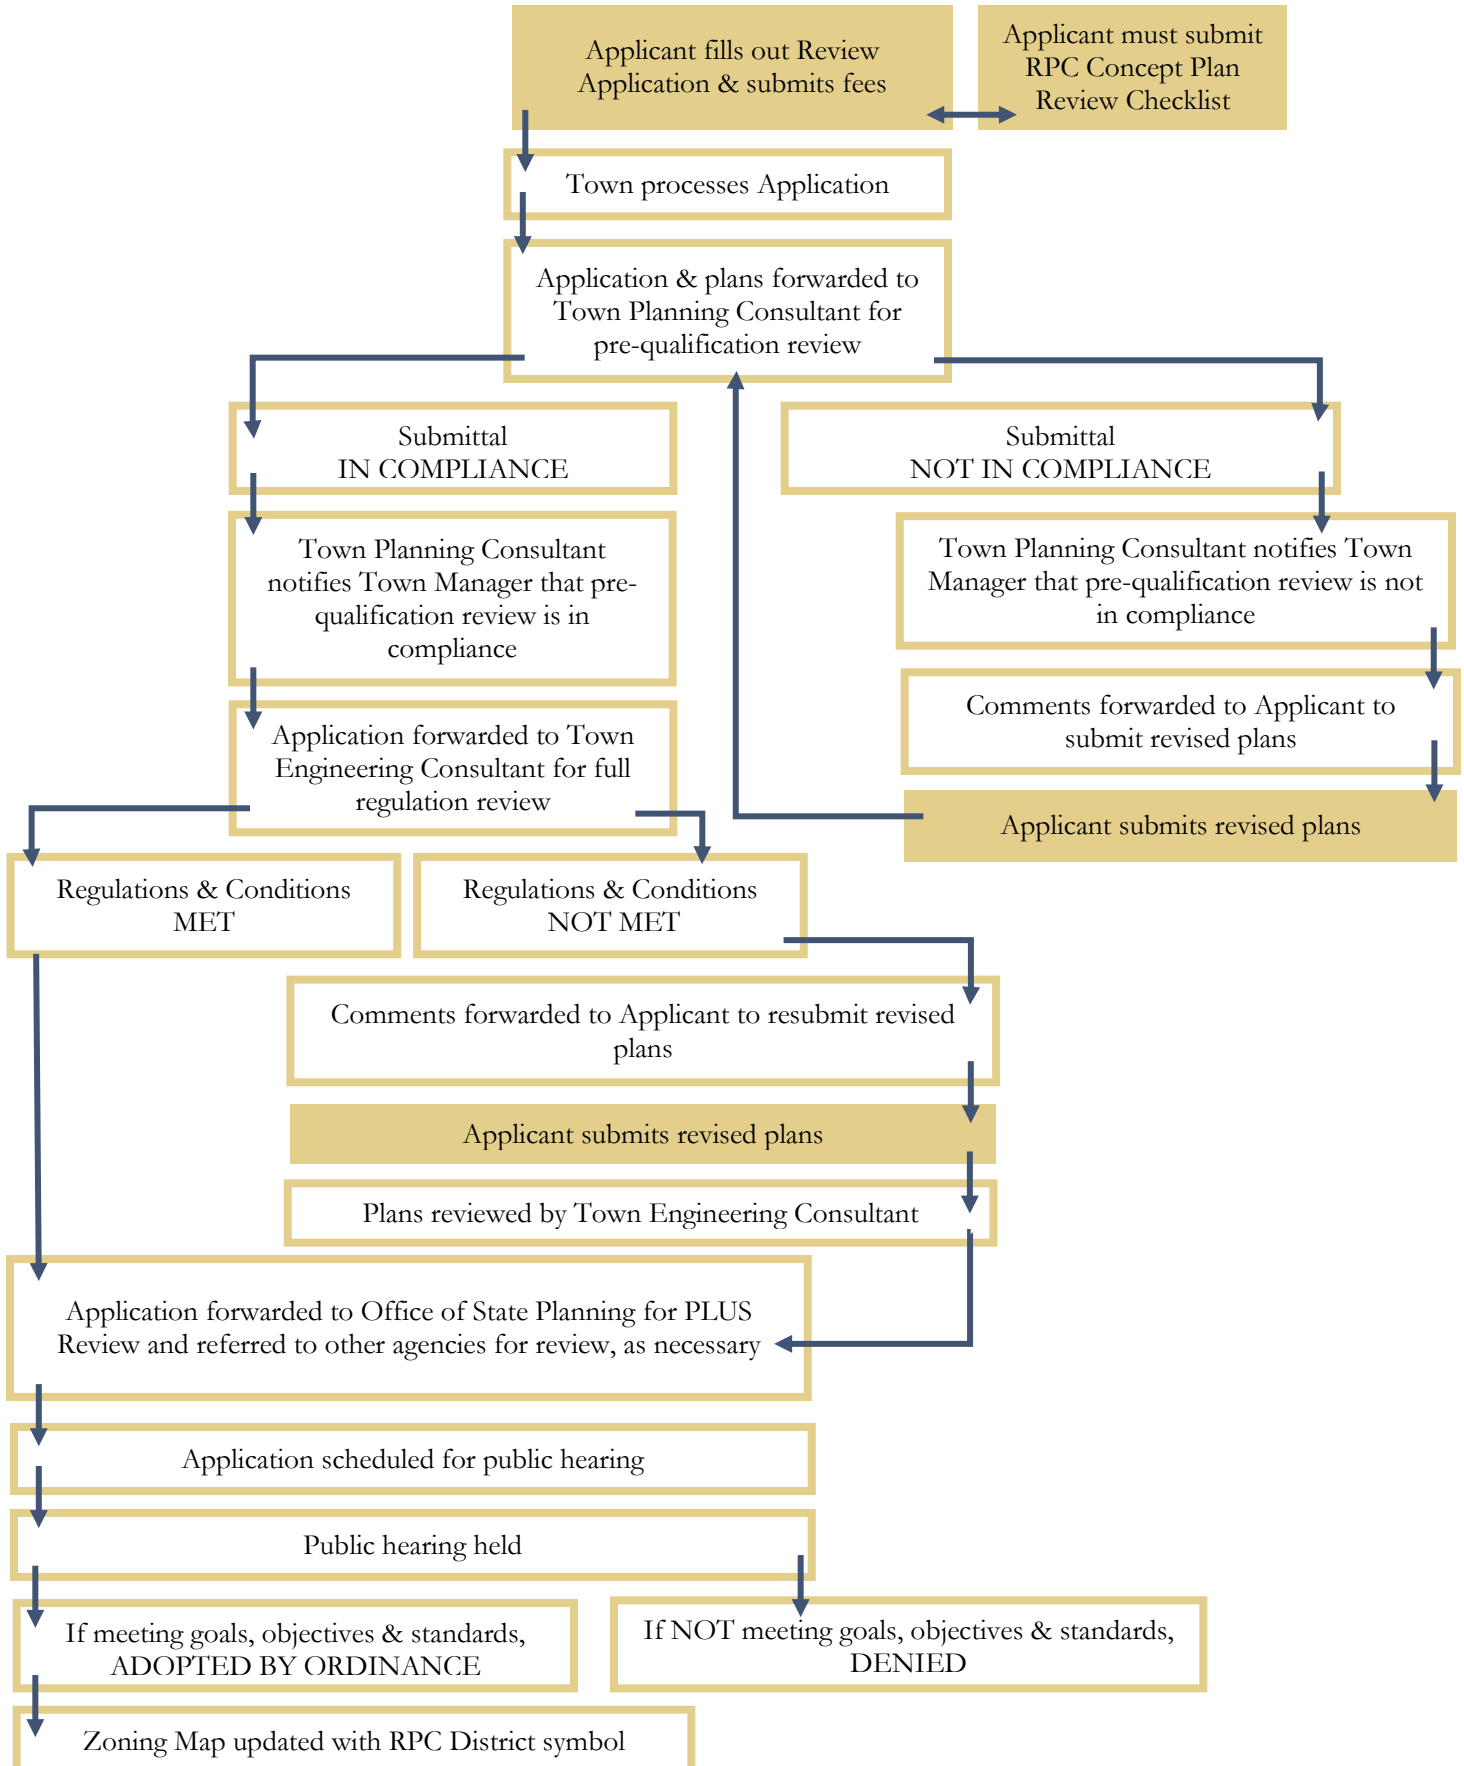 Applicant fills out Review
Application & submits fees
Applicant must submit
RPC Concept Plan
Review Checklist
Town processes Application
Application & plans forwarded to
Town Planning Consultant for
pre-qualification review
Submittal
IN COMPLIANCE
Submittal
NOT IN COMPLIANCE
Town Planning Consultant
notifies Town Manager that pre-
qualification review is in
compliance
Town Planning Consultant notifies Town
Manager that pre-qualification review is not
in compliance
Comments forwarded to Applicant to
submit revised plans
Application forwarded to Town
Engineering Consultant for full
regulation review
Applicant submits revised plans
Regulations & Conditions
MET
Regulations & Conditions
NOT MET
Comments forwarded to Applicant to resubmit revised
plans
Applicant submits revised plans
Plans reviewed by Town Engineering Consultant
Application forwarded to Office of State Planning for PLUS
Review and referred to other agencies for review, as necessary
Application scheduled for public hearing
Public hearing held
If meeting goals, objectives & standards,
ADOPTED BY ORDINANCE
If NOT meeting goals, objectives & standards,
DENIED
Zoning Map updated with RPC District symbol